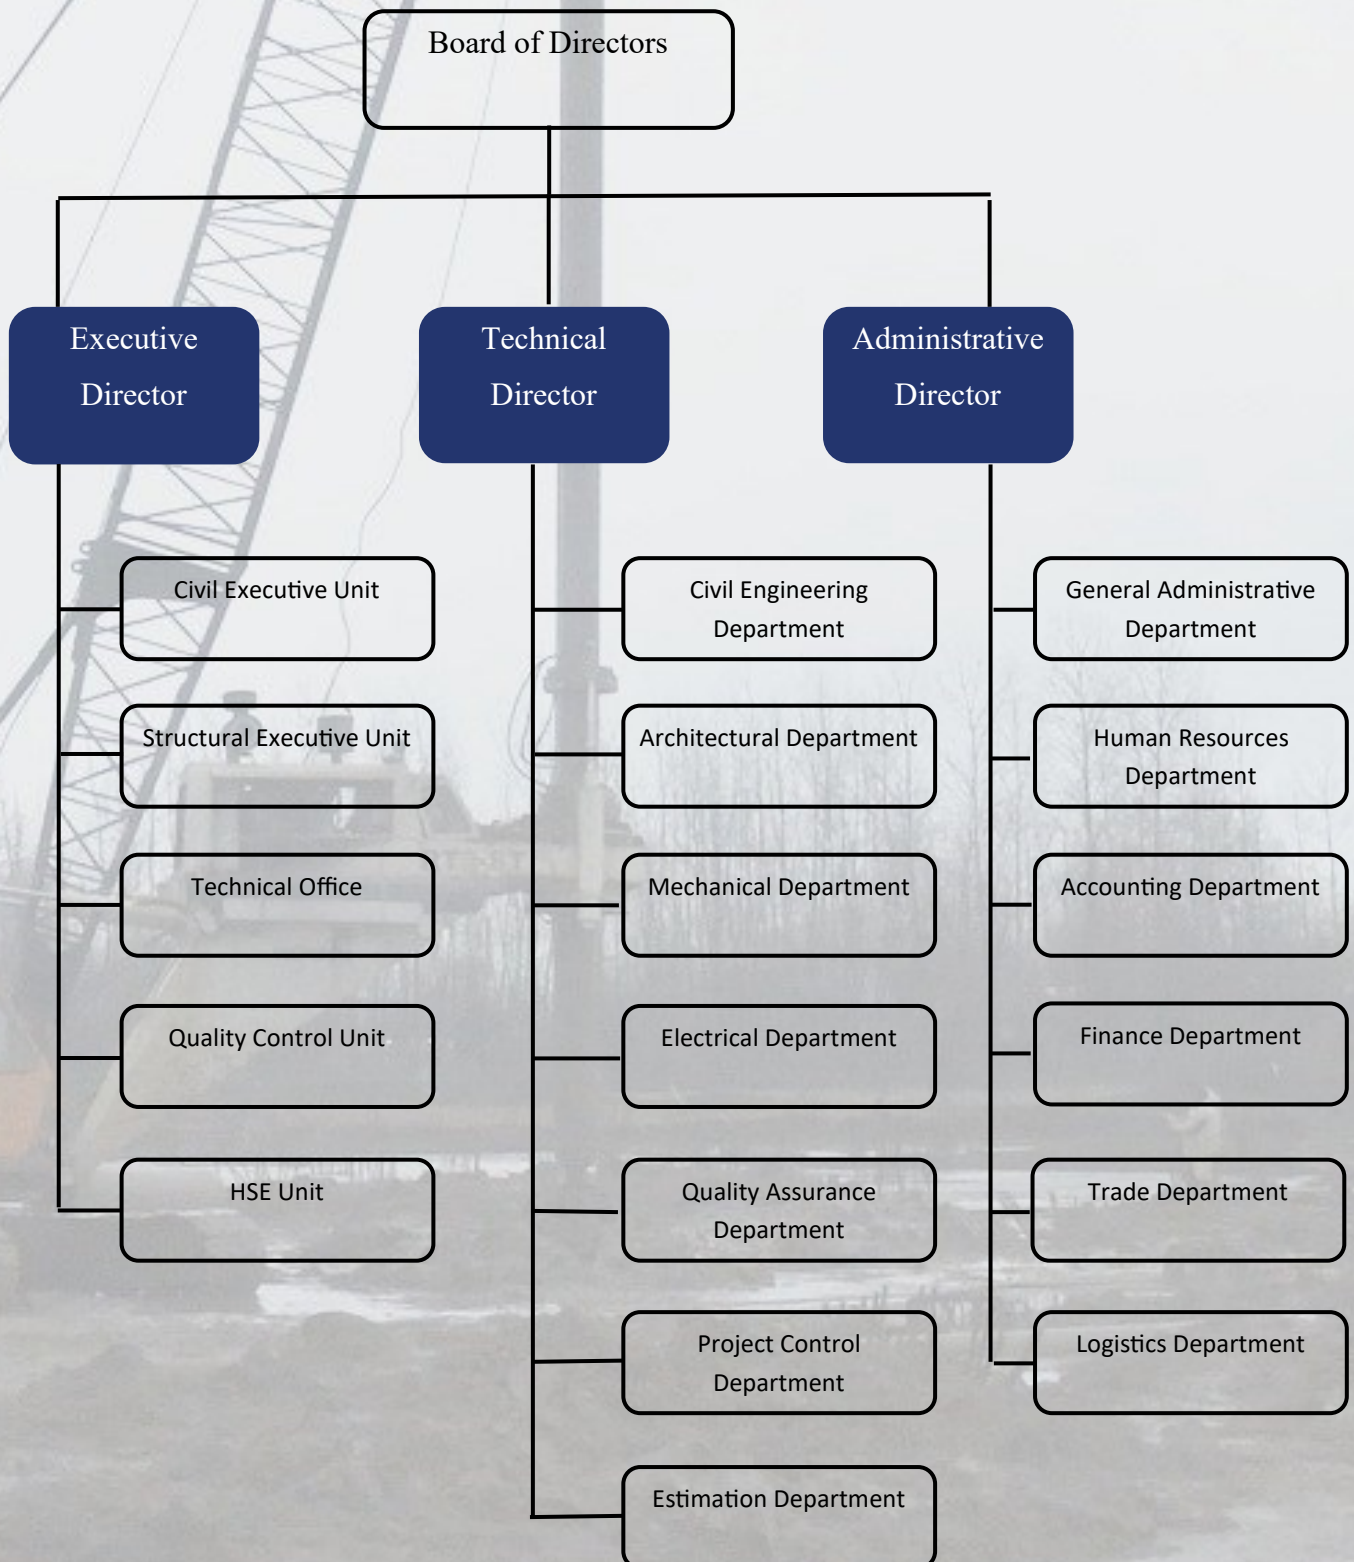 Board of Directors
Executive
Director
Technical
Director
Administrative
Director
Civil Executive Unit
Structural Executive Unit
Technical Office
Quality Control Unit
HSE Unit
Civil Engineering
Department
Architectural Department
Mechanical Department
Electrical Department
Quality Assurance
Department
Project Control
Department
Estimation Department
General Administrative
Department
Human Resources
Department
Accounting Department
Finance Department
Trade Department
Logistics Department